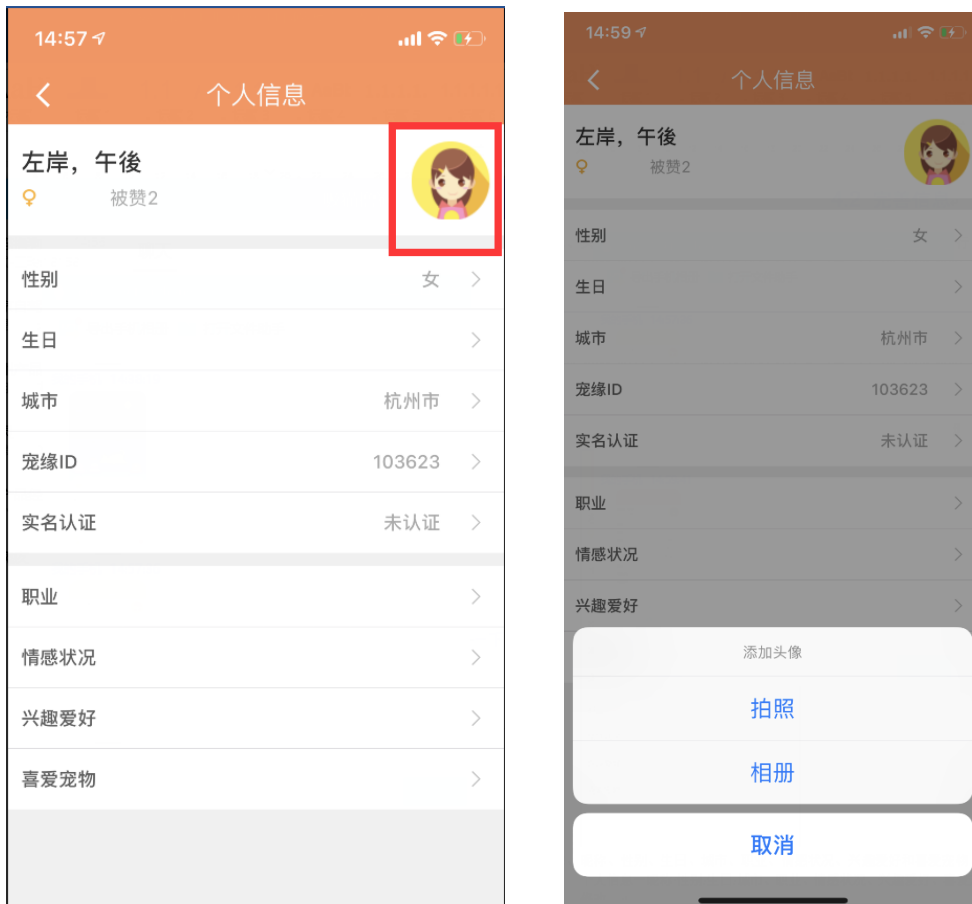 14:57
个人信息
左岸，午後
被赞2
性别 女
生日
城市 杭州市
宠缘ID 103623
实名认证 未认证
职业
情感状况
兴趣爱好
喜爱宠物
14:59
个人信息
左岸，午後
被赞2
性别 女
生日
城市 杭州市
宠缘ID 103623
实名认证 未认证
职业
情感状况
兴趣爱好
添加头像
拍照
相册
取消